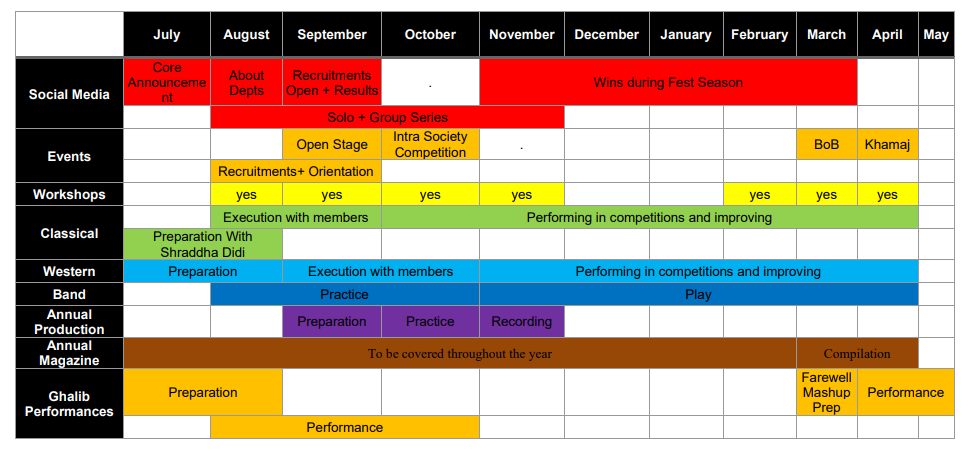 July August September October November December January February March April May
Social Media
Core
Announceme
nt
About
Depts
Recruitments
Open + Results
.
Wins during Fest Season
Solo + Group Series
Events
Open Stage
Intra Society
Competition
.
BoB
Khamaj
Recruitments+ Orientation
Workshops yes yes yes yes yes yes yes
Classical
Execution with members Performing in competitions and improving
Preparation With
Shraddha Didi
Western Preparation Execution with members Performing in competitions and improving
Band Practice Play
Annual
Production
Preparation Practice Recording
Annual
Magazine
To be covered throughout the year Compilation
Ghalib
Performances
Preparation
Farewell
Mashup
Prep
Performance
Performance